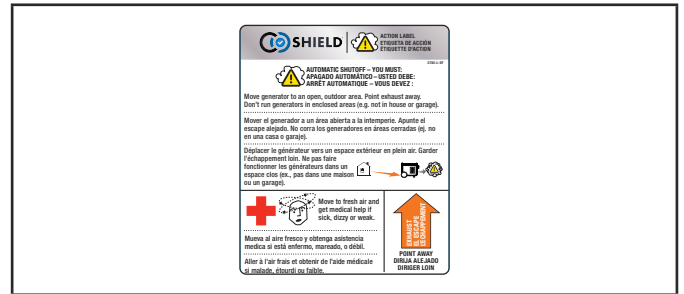 CO SHIELD
ACTION LABEL
ETIQUETA DE ACCIÓN
ÉTIQUETTE D'ACTION
AUTOMATIC SHUTOFF – YOU MUST:
APAGADO AUTOMÁTICO – USTED DEBE:
ARRÊT AUTOMATIQUE – VOUS DEVEZ :
Move generator to an open, outdoor area. Point exhaust away.
Don't run generators in enclosed areas (e.g. not in house or garage).
Mover el generador a un área abierta a la intemperie. Apunte el
escape alejado. No corra los generadores en áreas cerradas (ej. no
en una casa o garaje).
Déplacer le générateur vers un espace extérieur en plein air. Garder
l'échappement loin. Ne pas faire
fonctionner les générateurs dans un
espace clos (ex., pas dans une maison
ou un garage).
Move to fresh air and
get medical help if
sick, dizzy or weak.
Mueva al aire fresco y obtenga asistencia
medica si está enfermo, mareado, o débil.
Aller à l'air frais et obtenir de l'aide médicale
si malade, étourdi ou faible.
EXHAUST
EL ESCAPE
L'ÉCHAPPEMENT
POINT AWAY
DIRIJA ALEJADO
DIRIGER LOIN